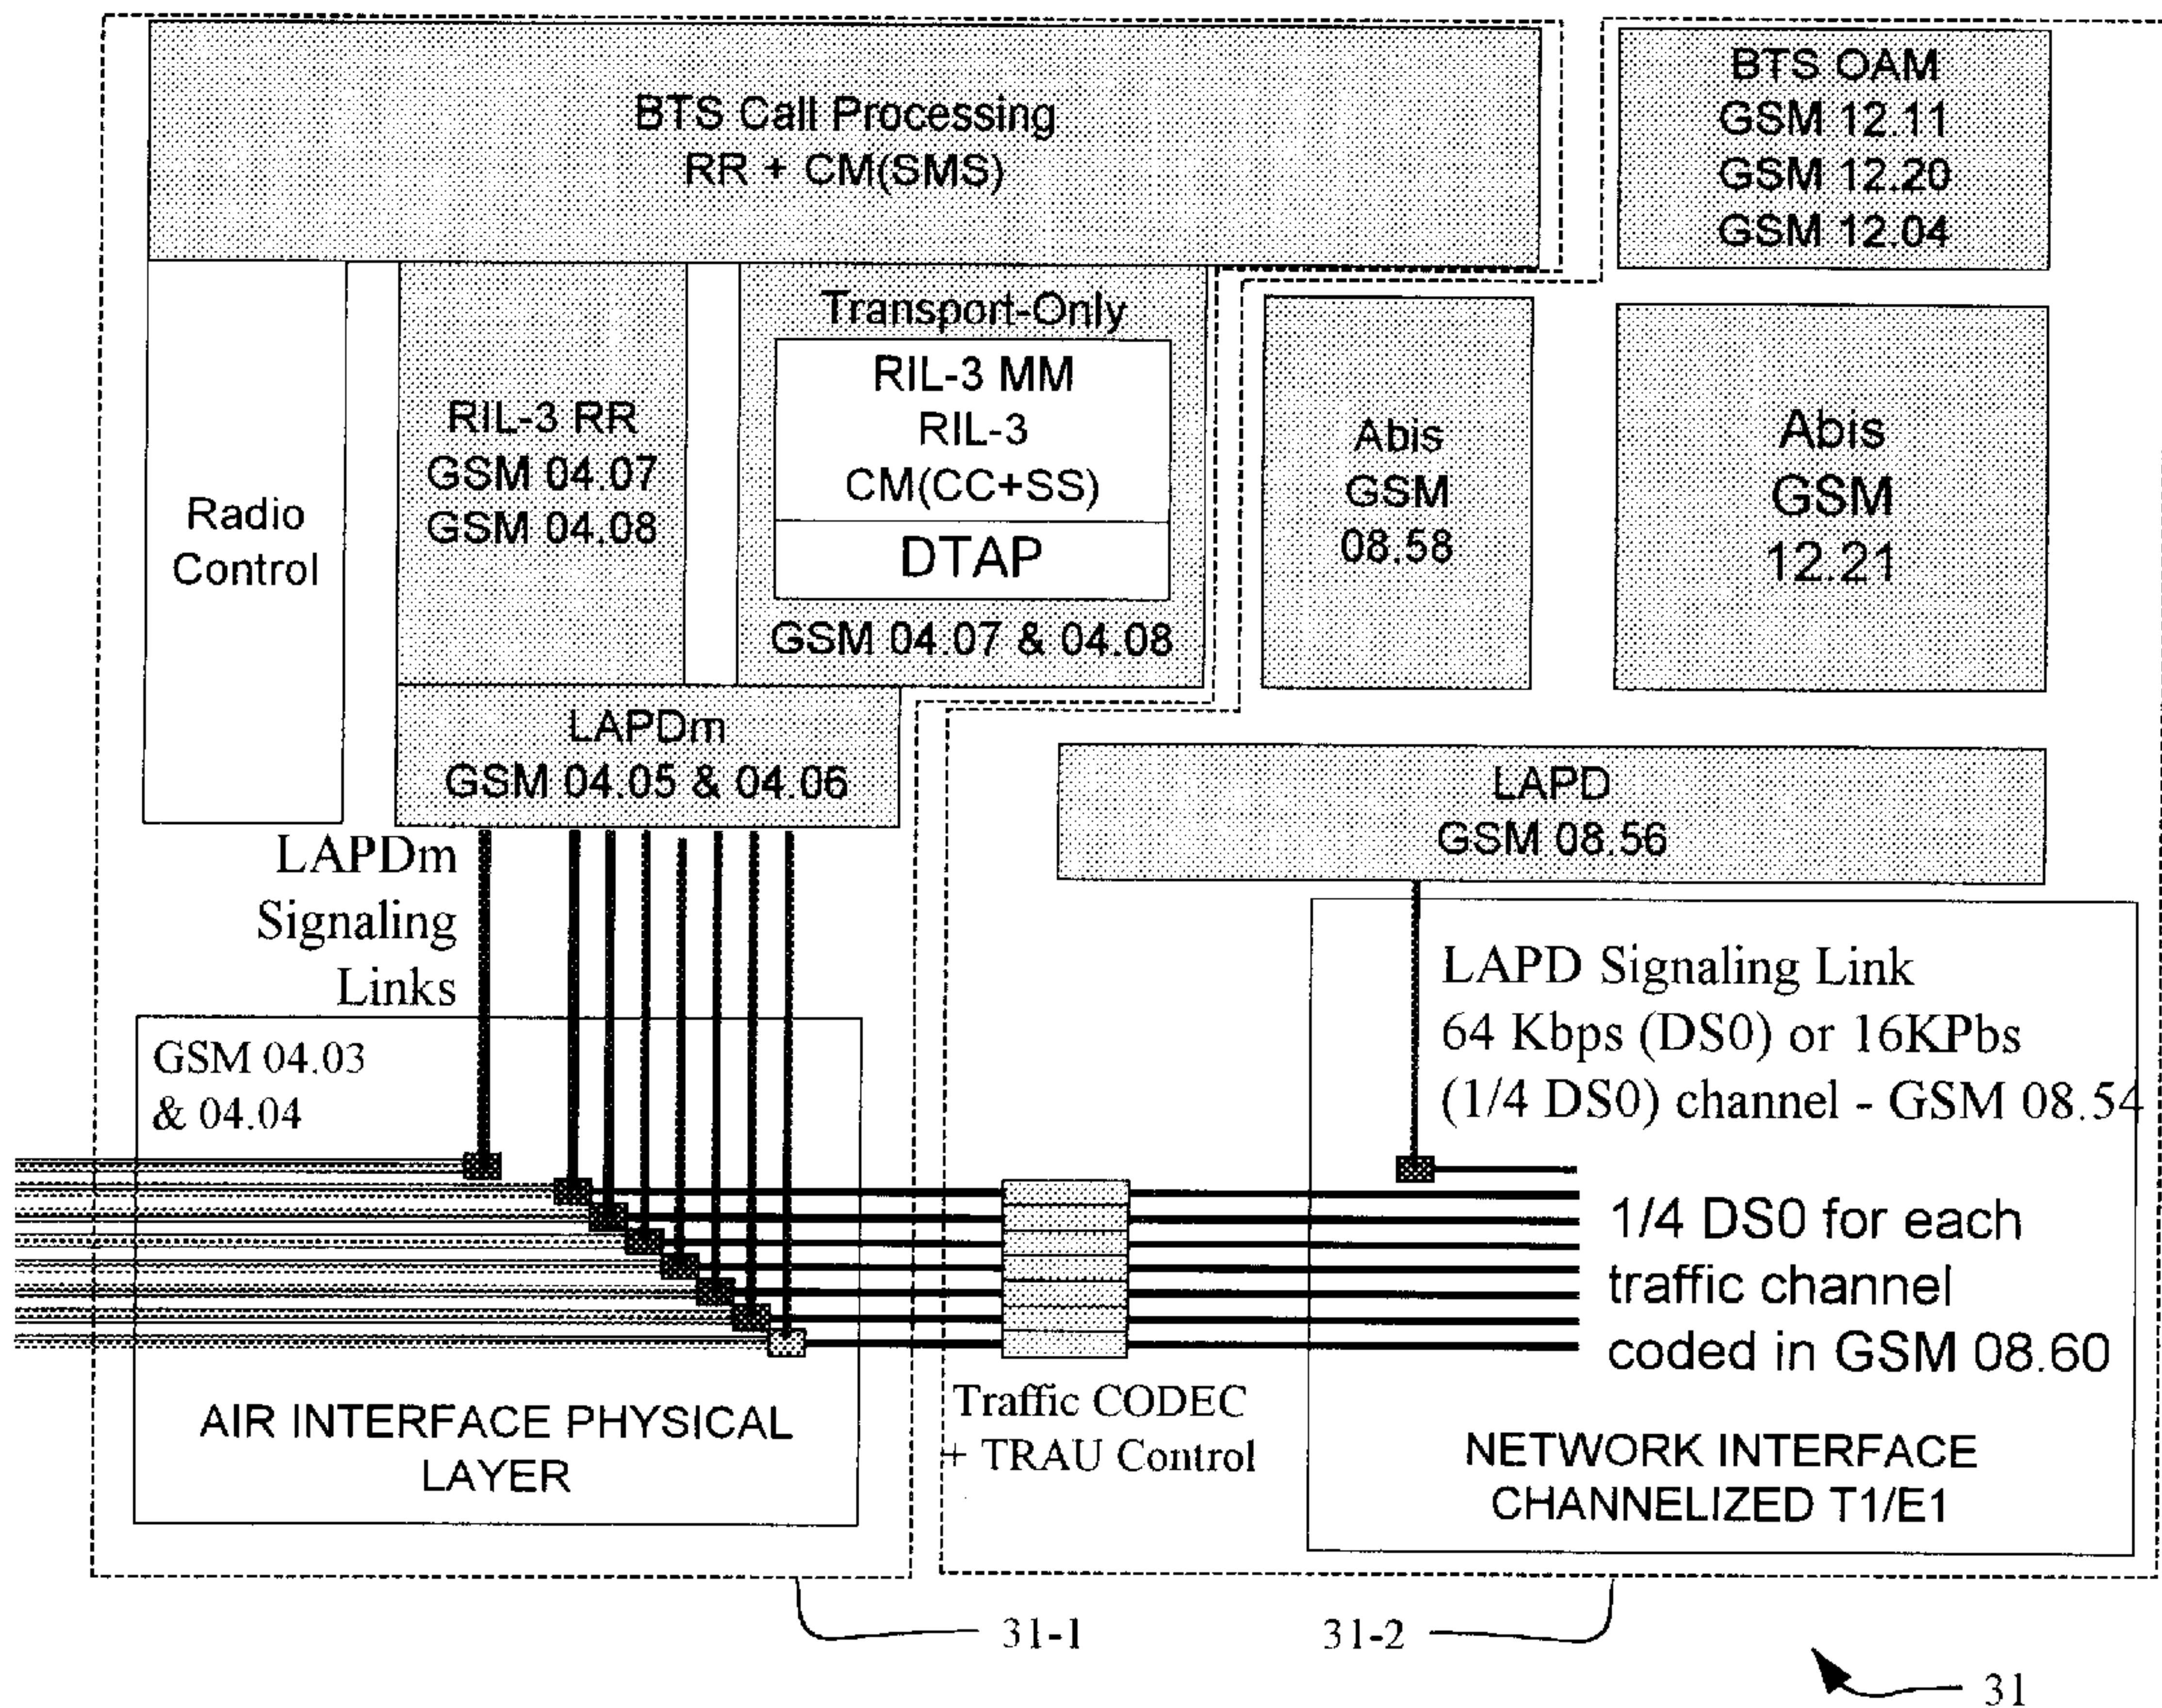 BTS Call Processing
RR + CM(SMS)
BTS OAM
GSM 12.11
GSM 12.20
GSM 12.04
Radio
Control
RIL-3 RR
GSM 04.07
GSM 04.08
Transport-Only
RIL-3 MM
RIL-3
CM(CC+SS)
DTAP
GSM 04.07 & 04.08
Abis
GSM
08.58
Abis
GSM
12.21
LAPDm
GSM 04.05 & 04.06
LAPD
GSM 08.56
LAPDm
Signaling
Links
LAPD Signaling Link
64 Kbps (DS0) or 16KPbs
(1/4 DS0) channel - GSM 08.54
GSM 04.03
& 04.04
1/4 DS0 for each
traffic channel
coded in GSM 08.60
AIR INTERFACE PHYSICAL
LAYER
Traffic CODEC
+ TRAU Control
NETWORK INTERFACE
CHANNELIZED T1/E1
31-1
31-2
31